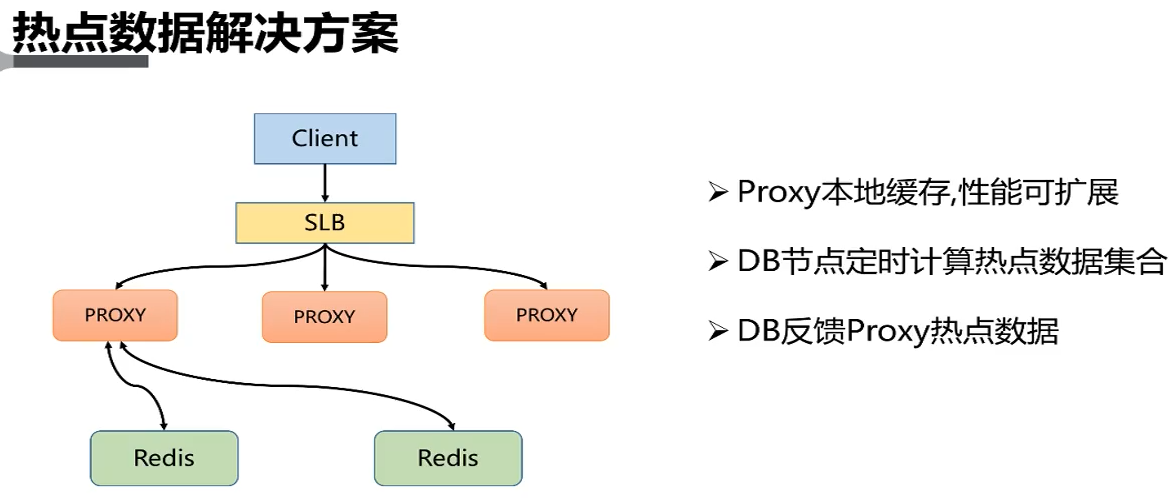 热点数据解决方案
Client
SLB
PROXY
PROXY
PROXY
Redis
Redis
Proxy本地缓存,性能可扩展
DB节点定时计算热点数据集合
DB反馈Proxy热点数据